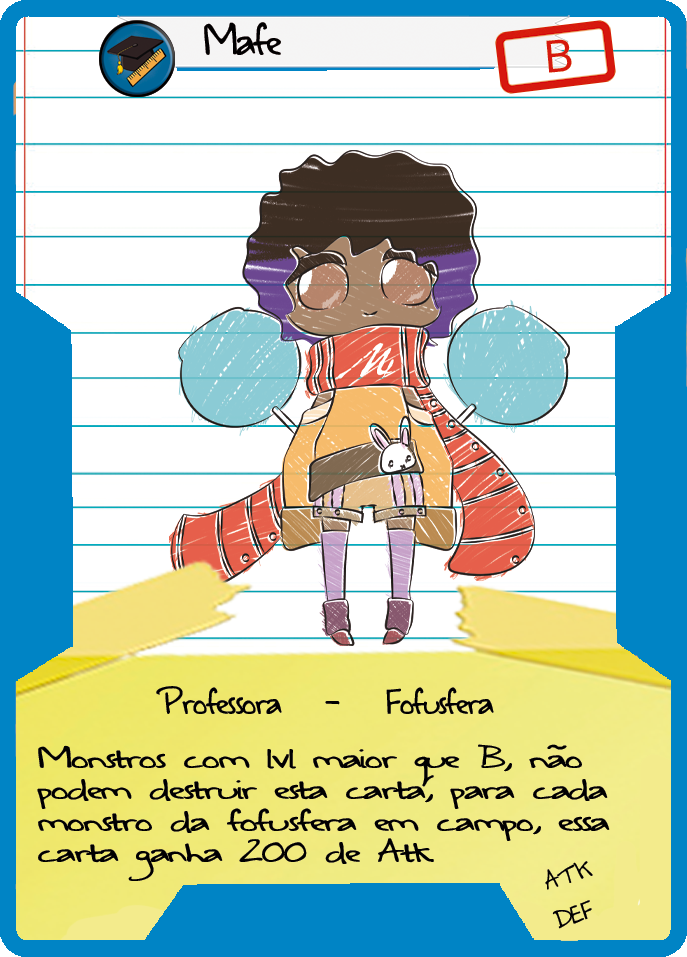 Mafe
B
Professora - Fofusfera
Monstros com lvl maior que B, não
podem destruir esta carta, para cada
monstro da fofusfera em campo, essa
carta ganha 200 de Atk
ATK
DEF